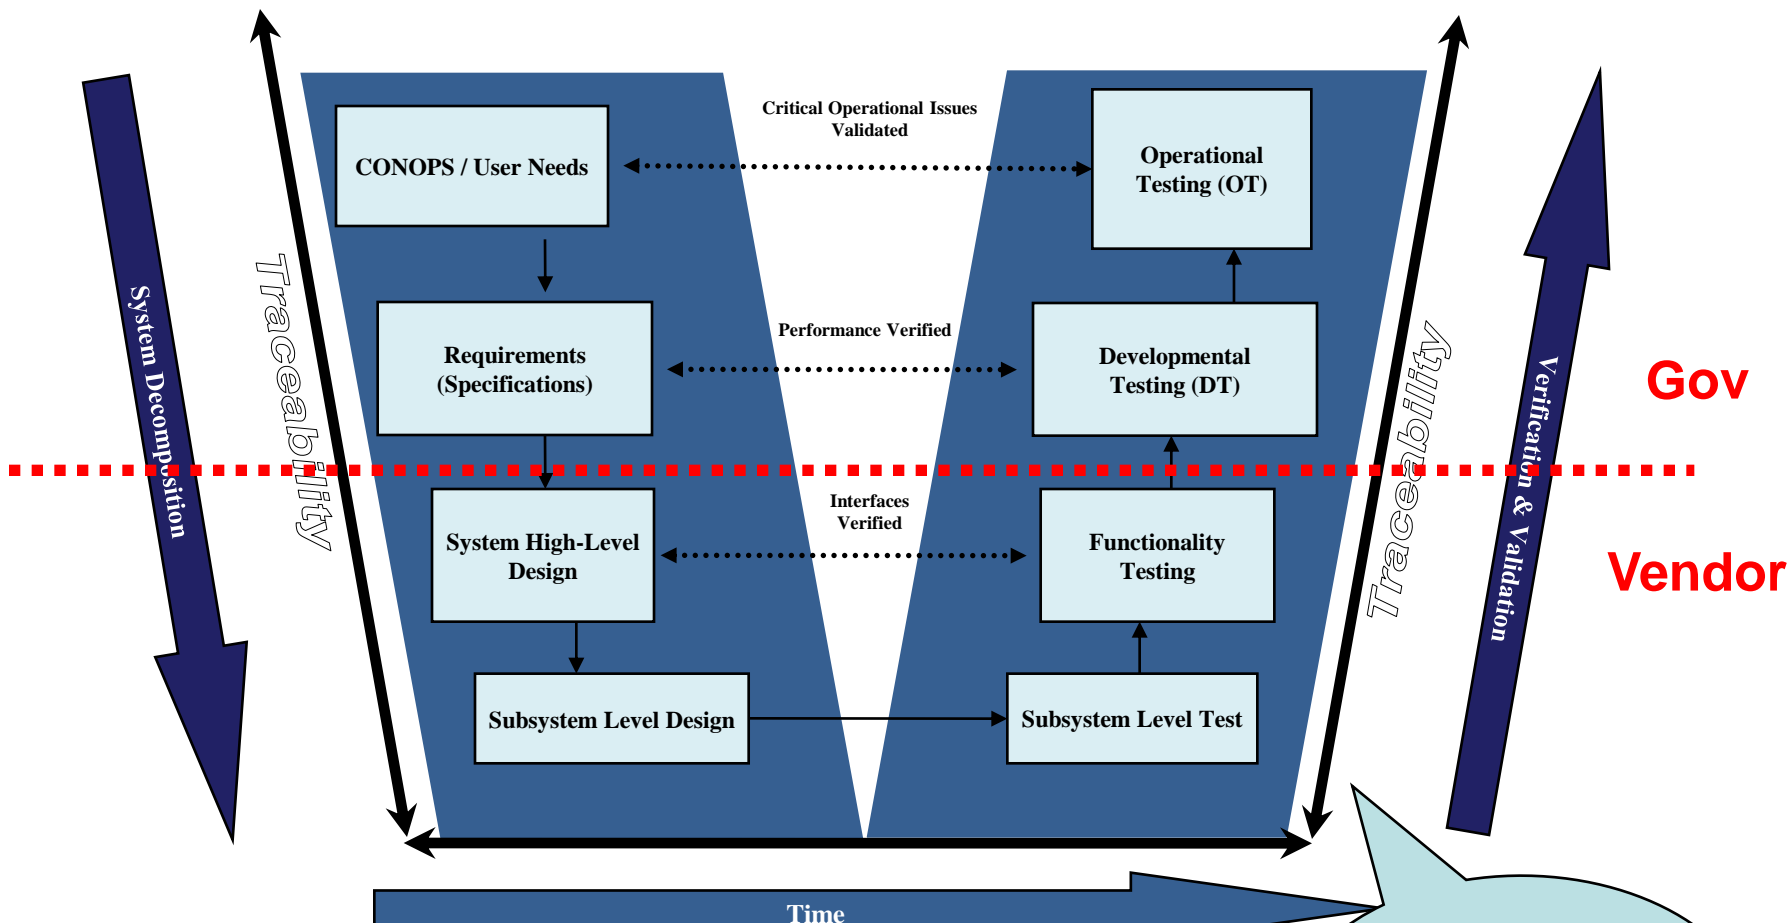 Critical Operational Issues
Validated
CONOPS / User Needs
Operational
Testing (OT)
System Decomposition
Traceability
Performance Verified
Requirements
(Specifications)
Developmental
Testing (DT)
Traceability
Verification & Validation
Gov
Interfaces
Verified
System High-Level
Design
Functionality
Testing
Vendor
Subsystem Level Design
Subsystem Level Test
Time